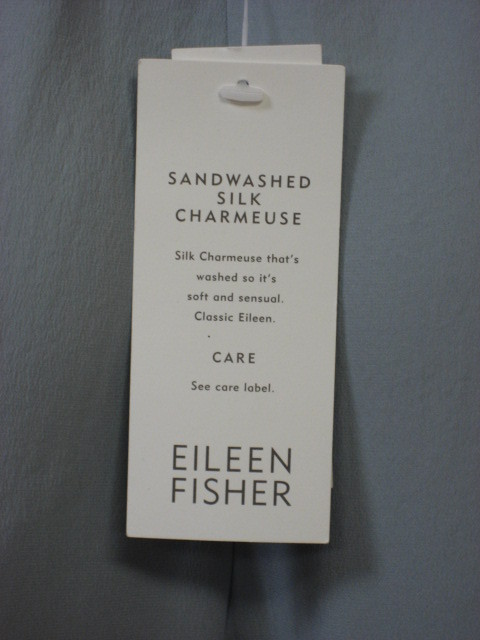 SANDWASHED
SILK
CHARMEUSE
Silk Charmeuse that's
washed so it's
soft and sensual.
Classic Eileen.
CARE
See care label.
EILEEN
FISHER